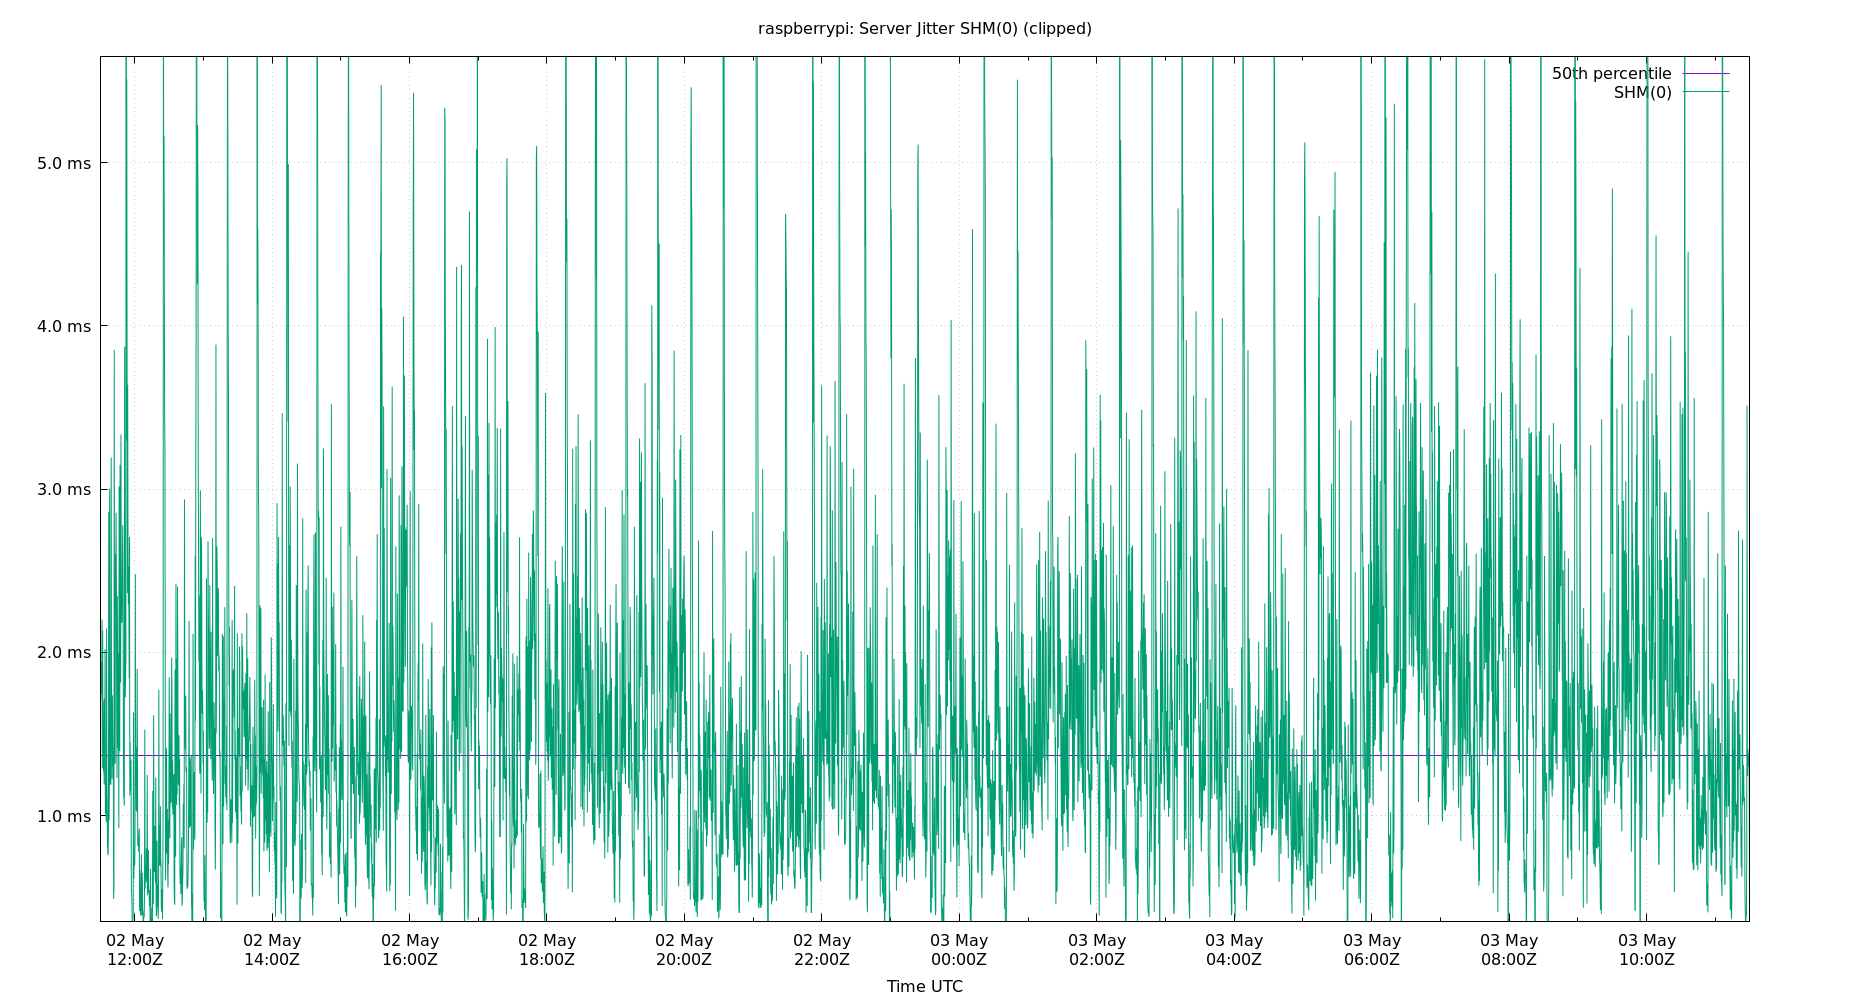 raspberrypi: Server Jitter SHM(0) (clipped)
50th percentile
SHM(0)
5.0 ms
4.0 ms
3.0 ms
2.0 ms
1.0 ms
02 May 02 May 02 May 02 May 02 May 02 May 03 May 03 May 03 May 03 May 03 May 03 May
12:00Z 14:00Z 16:00Z 18:00Z 20:00Z 22:00Z 00:00Z 02:00Z 04:00Z 06:00Z 08:00Z 10:00Z
Time UTC